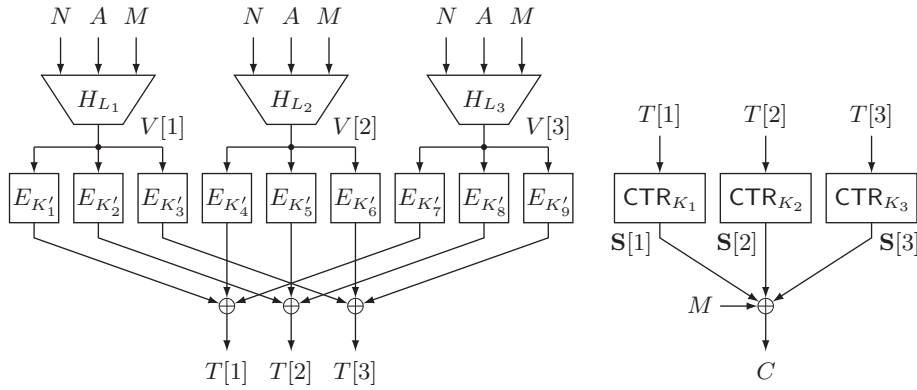 N A M N A M N A M
H_{L_1} H_{L_2} H_{L_3}
V[1] V[2] V[3] T[1] T[2] T[3]
E_{K'_1} E_{K'_2} E_{K'_3} E_{K'_4} E_{K'_5} E_{K'_6} E_{K'_7} E_{K'_8} E_{K'_9} CTR_{K_1} CTR_{K_2} CTR_{K_3}
S[1] S[2] S[3]
M
T[1] T[2] T[3] C